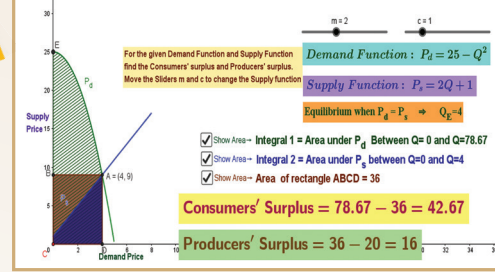 30
25
20
15
10
5
0
2
4
6
8
10
32
34
36
38
40
Supply
Price
Demand Price
E
P_d
B
A = (4, 9)
P_s
C
D
For the given Demand Function and Supply Function
find the Consumers' surplus and Producers' surplus.
Move the Sliders m and c to change the Supply function
m = 2
c = 1
Demand Function : P_d = 25 − Q²
Supply Function : P_s = 2Q + 1
Equilibrium when P_d = P_s ⇒ Q_E=4
Show Area→ Integral 1 = Area under P_d Between Q= 0 and Q=78.67
Show Area→ Integral 2 = Area under P_s between Q=0 and Q=4
Show Area→ Area of rectangle ABCD = 36
Consumers' Surplus = 78.67 − 36 = 42.67
Producers' Surplus = 36 − 20 = 16